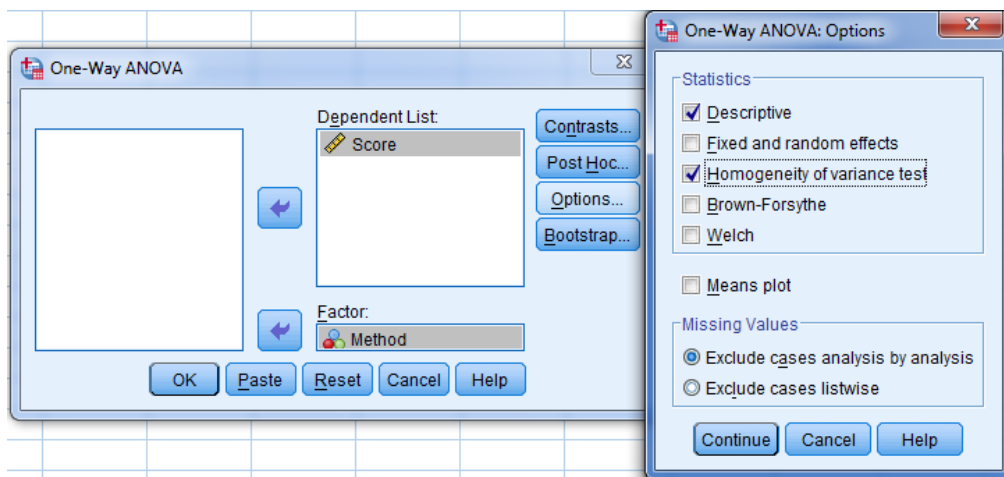 One-Way ANOVA
Dependent List:
Score
Factor:
Method
Contrasts...
Post Hoc...
Options...
Bootstrap...
OK
Paste
Reset
Cancel
Help
One-Way ANOVA: Options
Statistics
Descriptive
Fixed and random effects
Homogeneity of variance test
Brown-Forsythe
Welch
Means plot
Missing Values
Exclude cases analysis by analysis
Exclude cases listwise
Continue
Cancel
Help